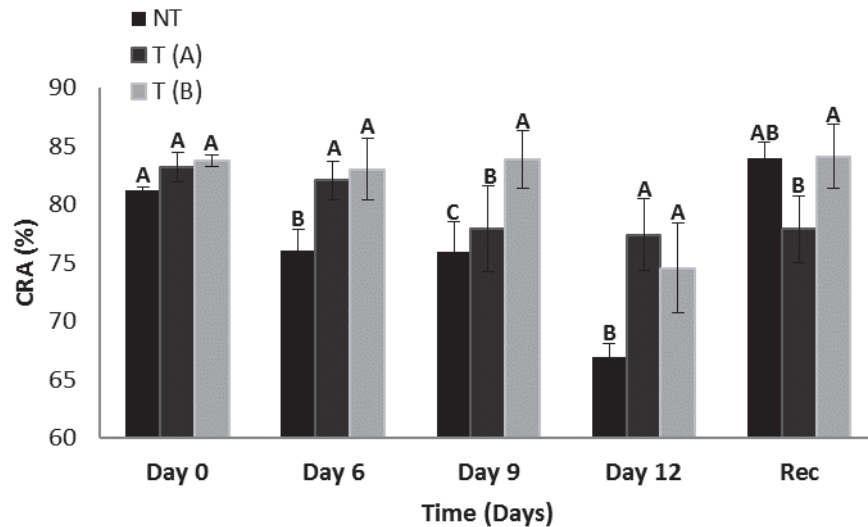 NT
T (A)
T (B)
90
85
80
75
70
65
60
CRA (%)
A A A
B A A
C B A
B A A
AB B A
Day 0 Day 6 Day 9 Day 12 Rec
Time (Days)